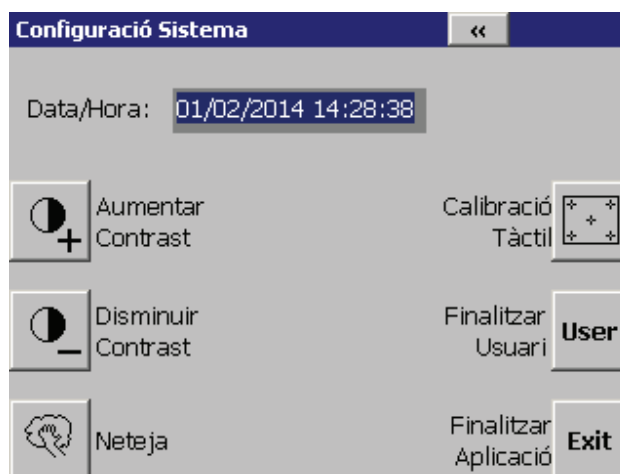 Configuració Sistema
«
Data/Hora: 01/02/2014 14:28:38
Aumentar
Contrast
Calibració
Tàctil
Disminuir
Contrast
Finalitzar
Usuari
User
Neteja
Finalitzar
Aplicació
Exit